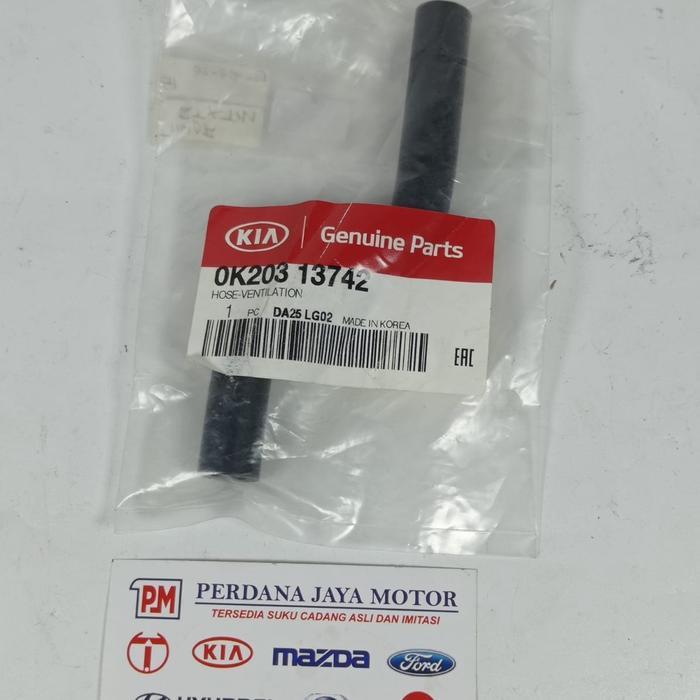 KIA Genuine Parts
0K203 13742
HOSE-VENTILATION
1 PC DA25 LG02 MADE IN KOREA
EAC
PM PERDANA JAYA MOTOR
TERSEDIA SUKU CADANG ASLI DAN IMITASI
KIA mazda Ford
HYUNDAI